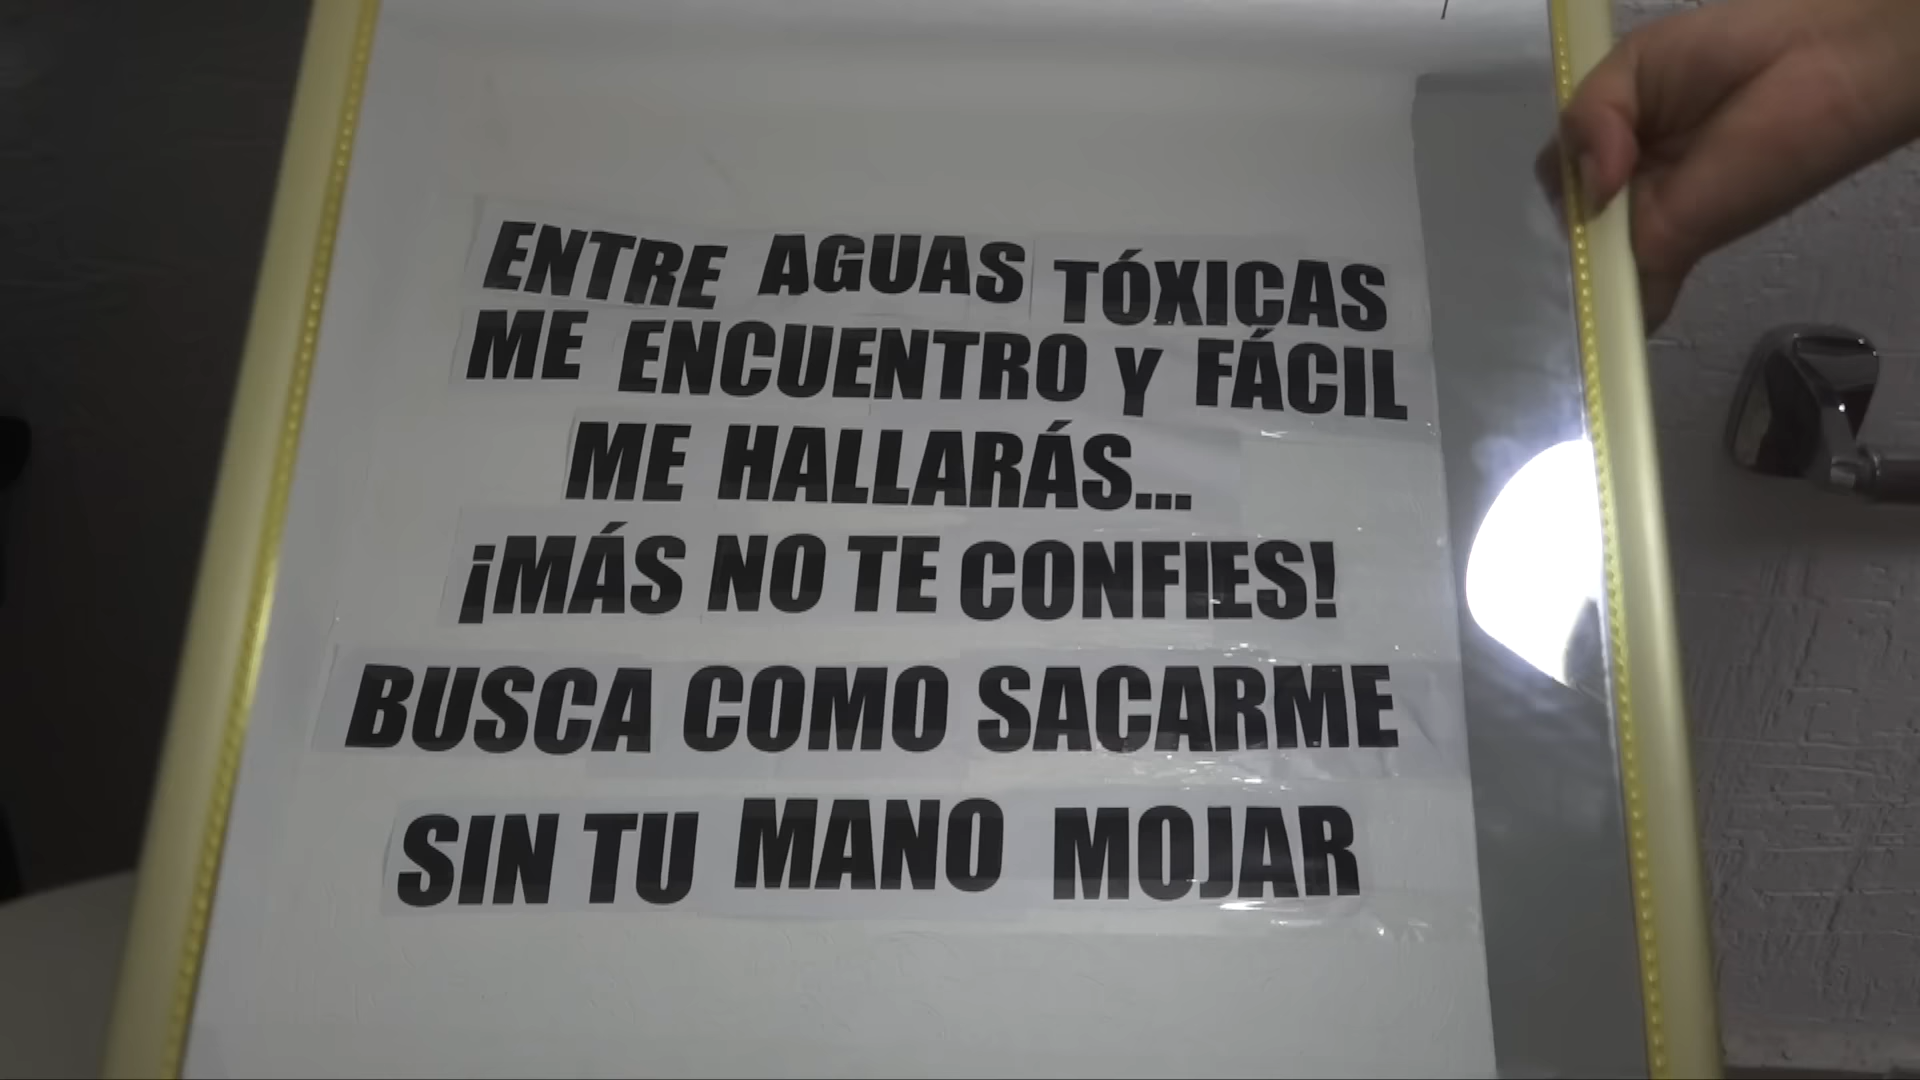 ENTRE AGUAS TÓXICAS
ME ENCUENTRO Y FÁCIL
ME HALLARÁS...
¡MÁS NO TE CONFIES!
BUSCA COMO SACARME
SIN TU MANO MOJAR